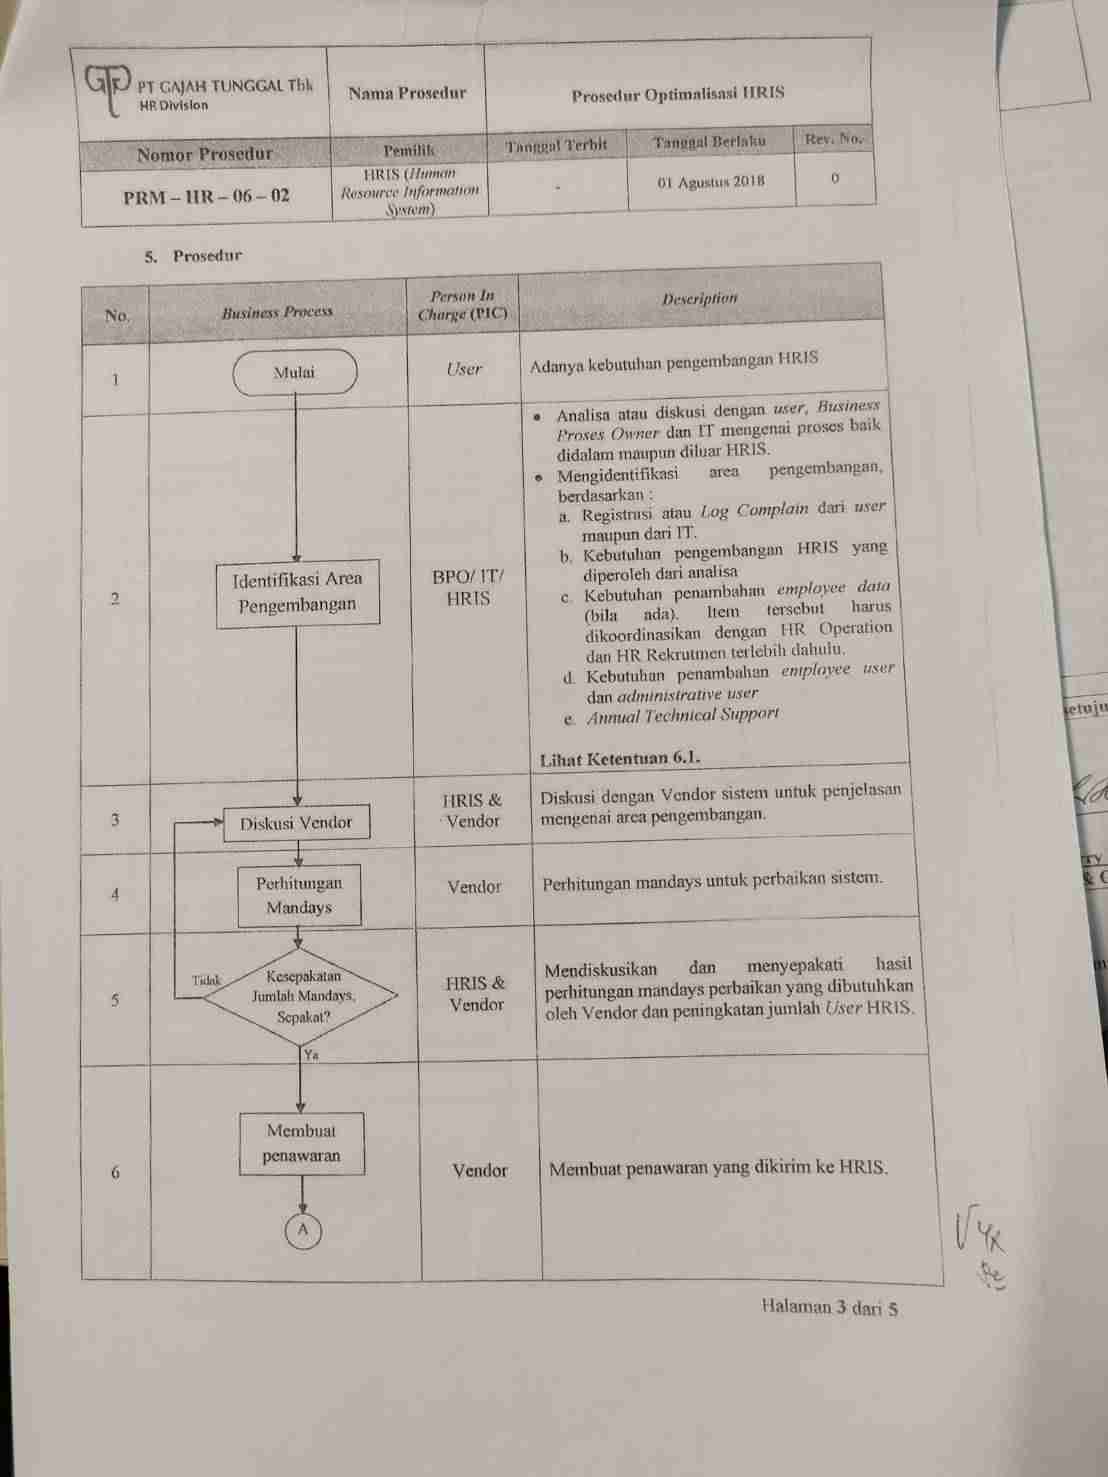 PT GAJAH TUNGGAL Tbk
HR Division
Nama Prosedur
Prosedur Optimalisasi HRIS
Nomor Prosedur
Pemilik
Tanggal Terbit
Tanggal Berlaku
Rev. No.
PRM – HR – 06 – 02
HRIS (Human
Resource Information
System)
-
01 Agustus 2018
0
5. Prosedur
No.
Business Process
Person In
Charge (PIC)
Description
1
Mulai
User
Adanya kebutuhan pengembangan HRIS
2
Identifikasi Area
Pengembangan
BPO/ IT/
HRIS
• Analisa atau diskusi dengan user, Business
Proses Owner dan IT mengenai proses baik
didalam maupun diluar HRIS.
• Mengidentifikasi area pengembangan,
berdasarkan :
a. Registrasi atau Log Complain dari user
maupun dari IT.
b. Kebutuhan pengembangan HRIS yang
diperoleh dari analisa
c. Kebutuhan penambahan employee data
(bila ada). Item tersebut harus
dikoordinasikan dengan HR Operation
dan HR Rekrutmen terlebih dahulu.
d. Kebutuhan penambahan employee user
dan administrative user
e. Annual Technical Support
Lihat Ketentuan 6.1.
3
Diskusi Vendor
HRIS &
Vendor
Diskusi dengan Vendor sistem untuk penjelasan
mengenai area pengembangan.
4
Perhitungan
Mandays
Vendor
Perhitungan mandays untuk perbaikan sistem.
5
Tidak
Kesepakatan
Jumlah Mandays,
Sepakat?
Ya
HRIS &
Vendor
Mendiskusikan dan menyepakati hasil
perhitungan mandays perbaikan yang dibutuhkan
oleh Vendor dan peningkatan jumlah User HRIS.
6
Membuat
penawaran
A
Vendor
Membuat penawaran yang dikirim ke HRIS.
Halaman 3 dari 5